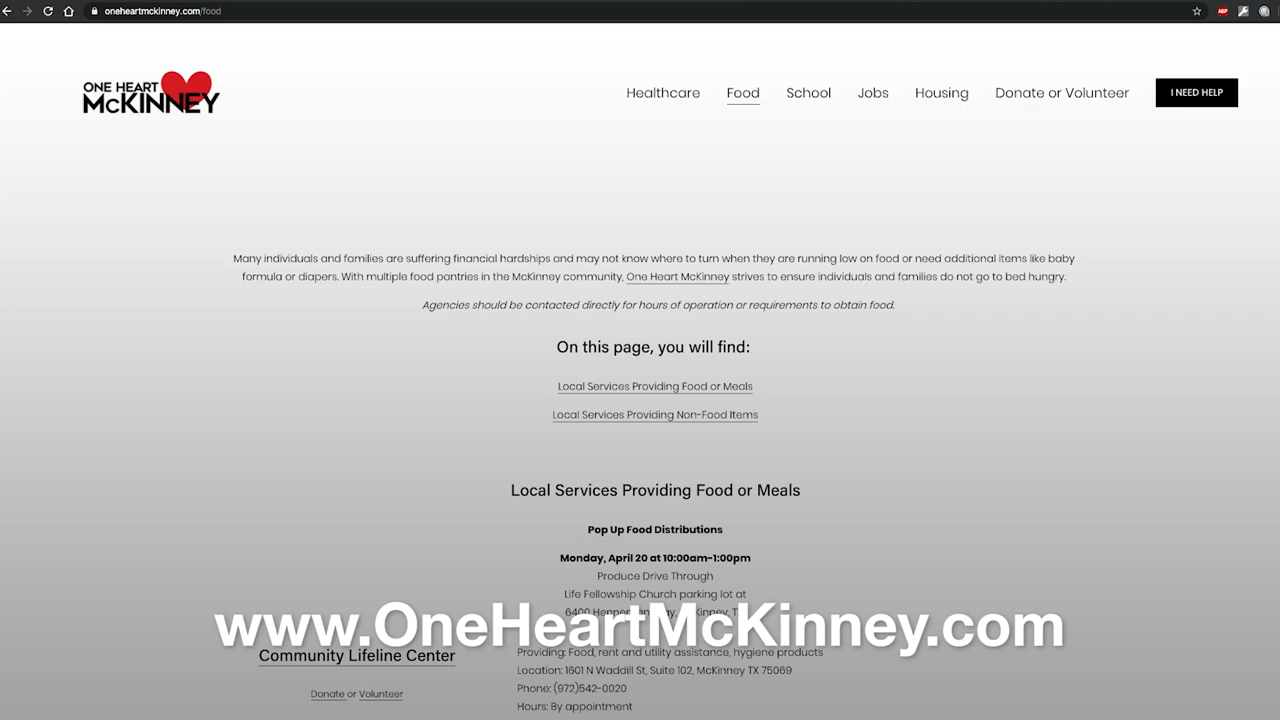 oneheartmckinney.com/food
ABP
ONE HEART
McKINNEY
Healthcare Food School Jobs Housing Donate or Volunteer I NEED HELP
Many individuals and families are suffering financial hardships and may not know where to turn when they are running low on food or need additional items like baby
formula or diapers. With multiple food pantries in the McKinney community, One Heart McKinney strives to ensure individuals and families do not go to bed hungry.
Agencies should be contacted directly for hours of operation or requirements to obtain food.
On this page, you will find:
Local Services Providing Food or Meals
Local Services Providing Non-Food Items
Local Services Providing Food or Meals
Pop Up Food Distributions
Monday, April 20 at 10:00am-1:00pm
Produce Drive Through
Life Fellowship Church parking lot at
6400
www.OneHeartMcKinney.com
Community Lifeline Center
Donate or Volunteer
Providing: Food, rent and utility assistance, hygiene products
Location: 1601 N Waddill St, Suite 102, McKinney TX 75069
Phone: (972)542-0020
Hours: By appointment